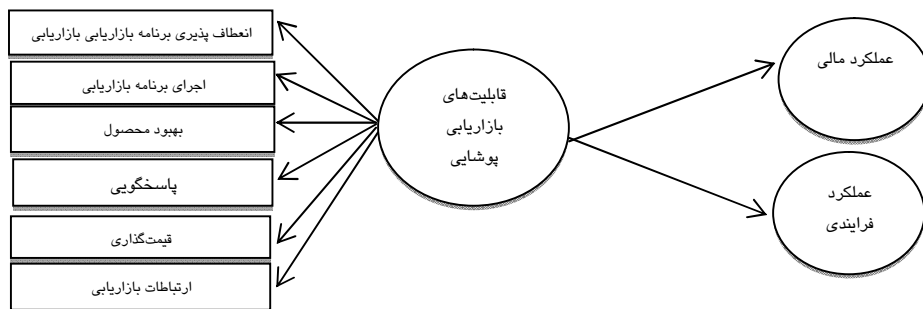 انعطاف پذیری برنامه بازاریابی بازاریابی
اجرای برنامه بازاریابی
بهبود محصول
پاسخگویی
قیمت‌گذاری
ارتباطات بازاریابی
قابلیت‌های
بازاریابی
پوشایی
عملکرد مالی
عملکرد
فرایندی